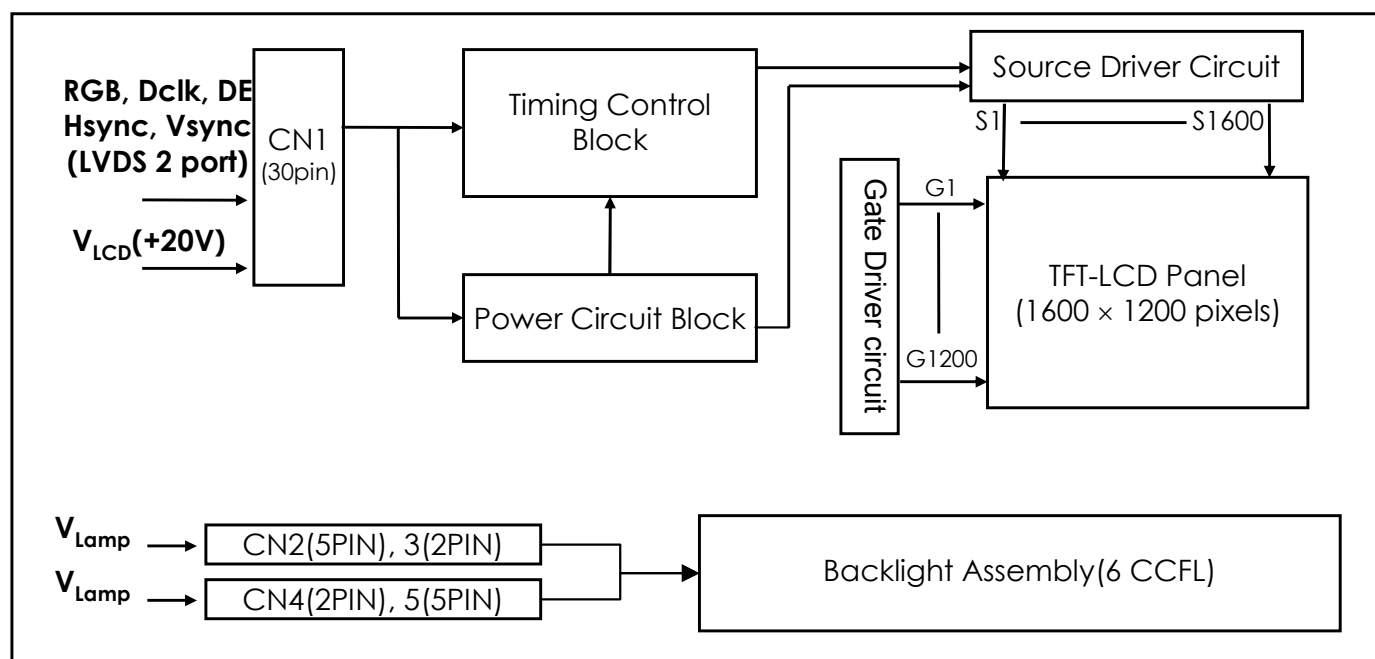 RGB, Dclk, DE
Hsync, Vsync
(LVDS 2 port)
VLCD(+20V)
CN1
(30pin)
Timing Control
Block
Power Circuit Block
Source Driver Circuit
S1
S1600
Gate Driver circuit
G1
G1200
TFT-LCD Panel
(1600 × 1200 pixels)
VLamp
CN2(5PIN), 3(2PIN)
VLamp
CN4(2PIN), 5(5PIN)
Backlight Assembly(6 CCFL)